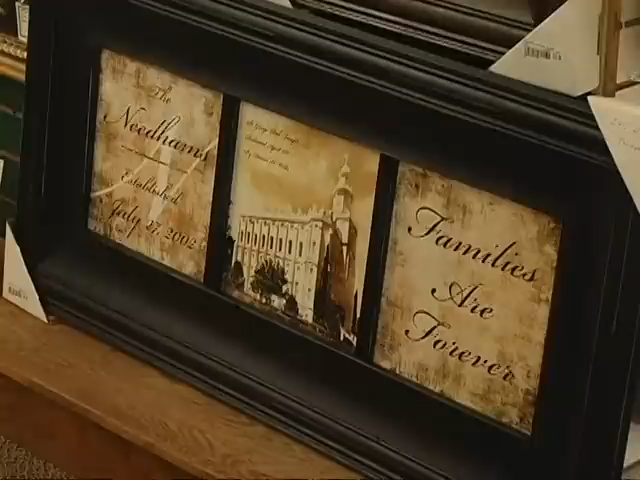 The
Needhams
Established
July 27, 2002
Families
Are
Forever